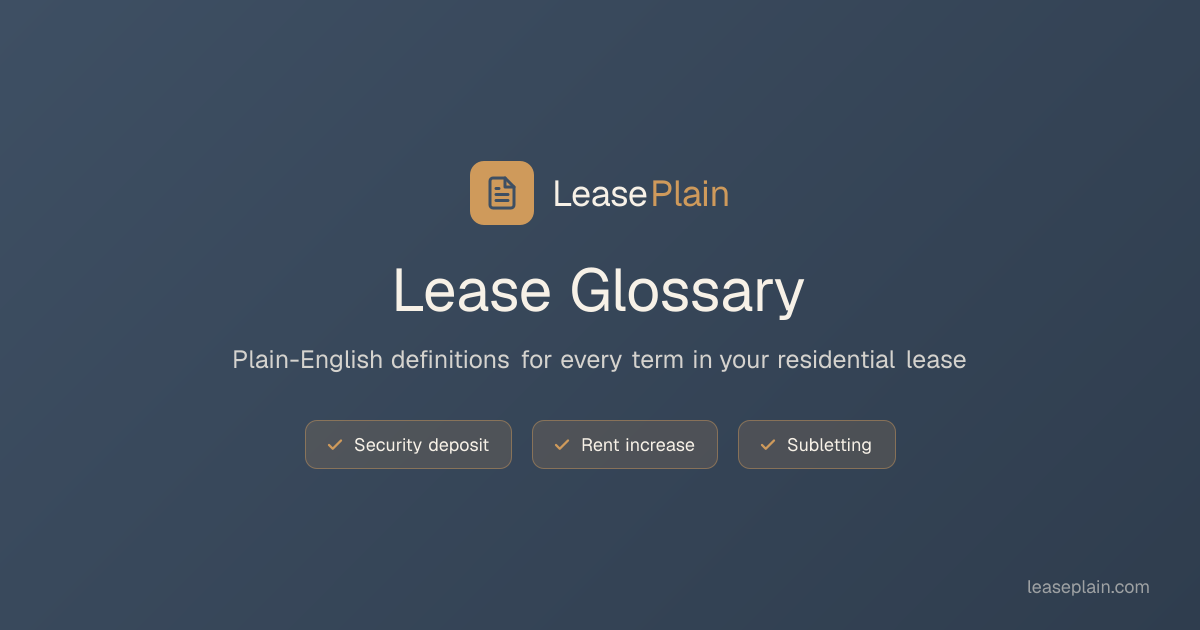 LeasePlain
Lease Glossary
Plain-English definitions for every term in your residential lease
Security deposit
Rent increase
Subletting
leaseplain.com